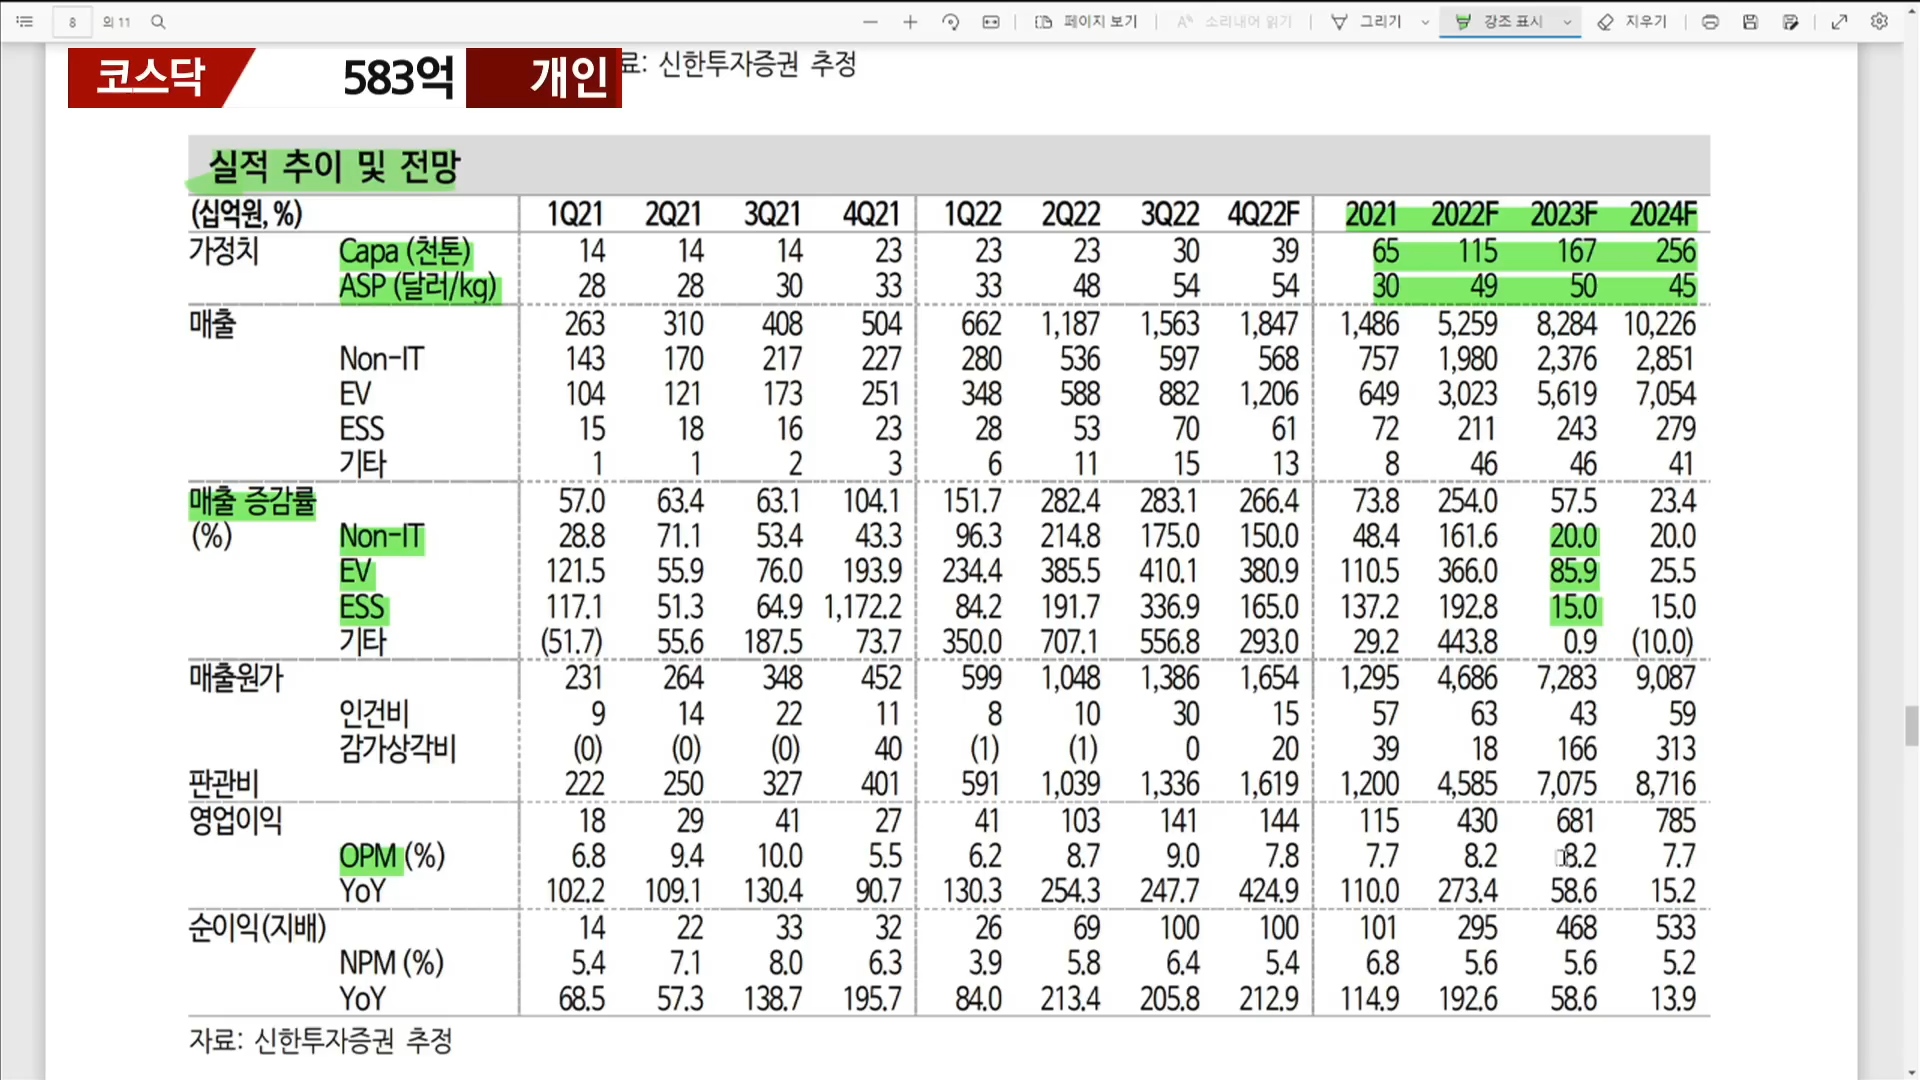 8 의 11 페이지 보기 소리내어 읽기 그리기 강조 표시 지우기
코스닥 583억 개인
료: 신한투자증권 추정
실적 추이 및 전망
(십억원, %) 1Q21 2Q21 3Q21 4Q21 1Q22 2Q22 3Q22 4Q22F 2021 2022F 2023F 2024F
가정치 Capa (천톤) 14 14 14 23 23 23 30 39 65 115 167 256
ASP (달러/kg) 28 28 30 33 33 48 54 54 30 49 50 45
매출 263 310 408 504 662 1,187 1,563 1,847 1,486 5,259 8,284 10,226
Non-IT 143 170 217 227 280 536 597 568 757 1,980 2,376 2,851
EV 104 121 173 251 348 588 882 1,206 649 3,023 5,619 7,054
ESS 15 18 16 23 28 53 70 61 72 211 243 279
기타 1 1 2 3 6 11 15 13 8 46 46 41
매출 증감률 57.0 63.4 63.1 104.1 151.7 282.4 283.1 266.4 73.8 254.0 57.5 23.4
(%) Non-IT 28.8 71.1 53.4 43.3 96.3 214.8 175.0 150.0 48.4 161.6 20.0 20.0
EV 121.5 55.9 76.0 193.9 234.4 385.5 410.1 380.9 110.5 366.0 85.9 25.5
ESS 117.1 51.3 64.9 1,172.2 84.2 191.7 336.9 165.0 137.2 192.8 15.0 15.0
기타 (51.7) 55.6 187.5 73.7 350.0 707.1 556.8 293.0 29.2 443.8 0.9 (10.0)
매출원가 231 264 348 452 599 1,048 1,386 1,654 1,295 4,686 7,283 9,087
인건비 9 14 22 11 8 10 30 15 57 63 43 59
감가상각비 (0) (0) (0) 40 (1) (1) 0 20 39 18 166 313
판관비 222 250 327 401 591 1,039 1,336 1,619 1,200 4,585 7,075 8,716
영업이익 18 29 41 27 41 103 141 144 115 430 681 785
OPM (%) 6.8 9.4 10.0 5.5 6.2 8.7 9.0 7.8 7.7 8.2 8.2 7.7
YoY 102.2 109.1 130.4 90.7 130.3 254.3 247.7 424.9 110.0 273.4 58.6 15.2
순이익(지배) 14 22 33 32 26 69 100 100 101 295 468 533
NPM (%) 5.4 7.1 8.0 6.3 3.9 5.8 6.4 5.4 6.8 5.6 5.6 5.2
YoY 68.5 57.3 138.7 195.7 84.0 213.4 205.8 212.9 114.9 192.6 58.6 13.9
자료: 신한투자증권 추정